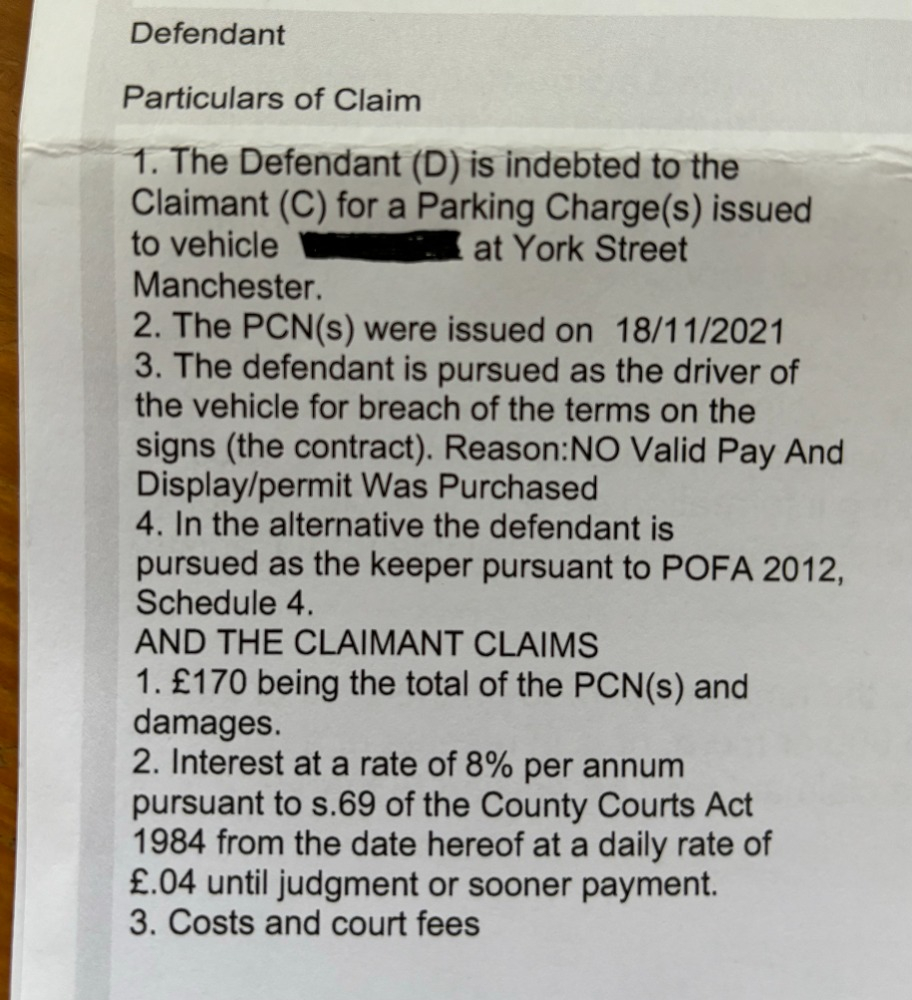 Defendant
Particulars of Claim
1. The Defendant (D) is indebted to the
Claimant (C) for a Parking Charge(s) issued
to vehicle at York Street
Manchester.
2. The PCN(s) were issued on 18/11/2021
3. The defendant is pursued as the driver of
the vehicle for breach of the terms on the
signs (the contract). Reason:NO Valid Pay And
Display/permit Was Purchased
4. In the alternative the defendant is
pursued as the keeper pursuant to POFA 2012,
Schedule 4.
AND THE CLAIMANT CLAIMS
1. £170 being the total of the PCN(s) and
damages.
2. Interest at a rate of 8% per annum
pursuant to s.69 of the County Courts Act
1984 from the date hereof at a daily rate of
£.04 until judgment or sooner payment.
3. Costs and court fees